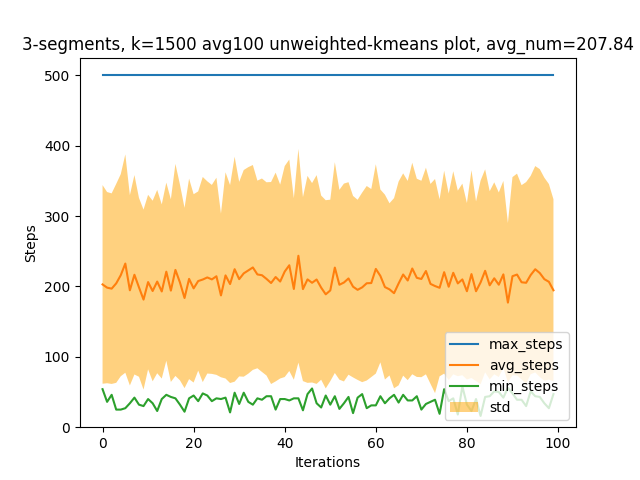 3-segments, k=1500 avg100 unweighted-kmeans plot, avg_num=207.84
500
400
300
200
100
0
Steps
max_steps
avg_steps
min_steps
std
0 20 40 60 80 100
Iterations